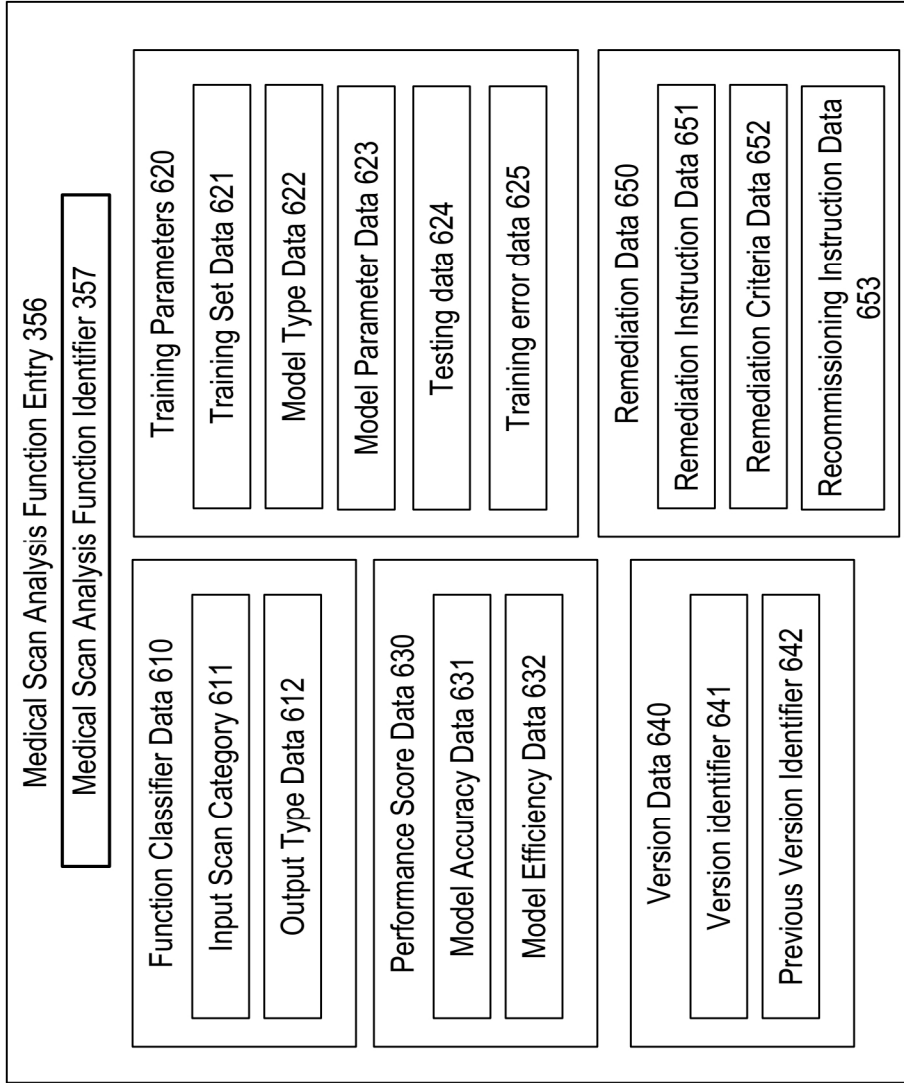 Medical Scan Analysis Function Entry 356
Medical Scan Analysis Function Identifier 357
Function Classifier Data 610
Input Scan Category 611
Output Type Data 612
Performance Score Data 630
Model Accuracy Data 631
Model Efficiency Data 632
Version Data 640
Version identifier 641
Previous Version Identifier 642
Training Parameters 620
Training Set Data 621
Model Type Data 622
Model Parameter Data 623
Testing data 624
Training error data 625
Remediation Data 650
Remediation Instruction Data 651
Remediation Criteria Data 652
Recommissioning Instruction Data
653